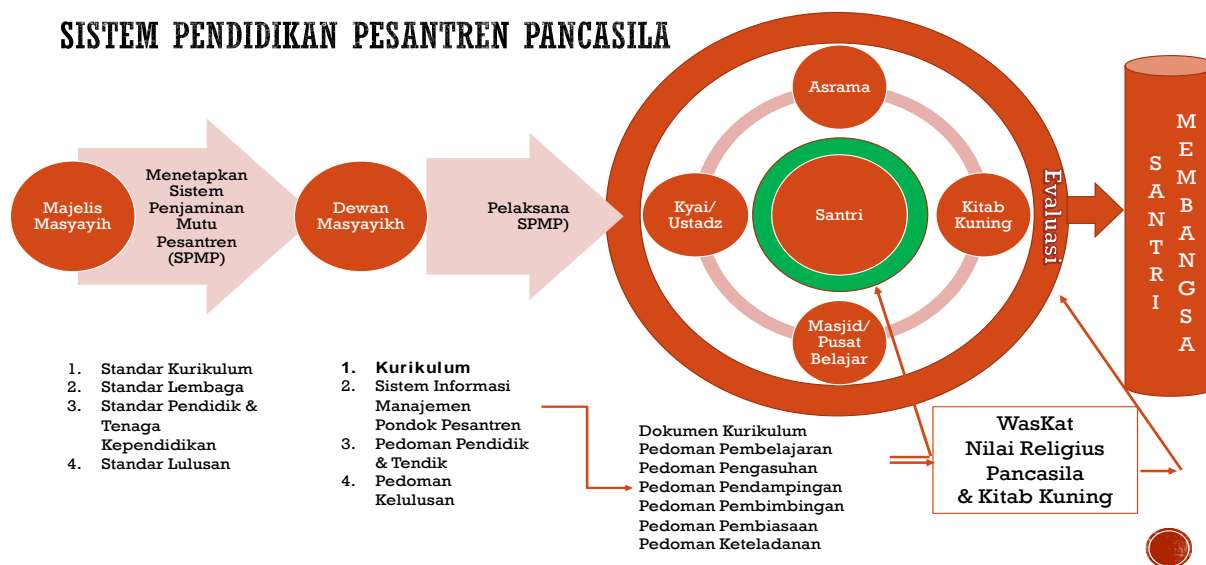 SISTEM PENDIDIKAN PESANTREN PANCASILA
Majelis
Masyayih
Menetapkan
Sistem
Penjaminan
Mutu
Pesantren
(SPMP)
Dewan
Masyayikh
Pelaksana
SPMP)
Asrama
Kyai/
Ustadz
Santri
Kitab
Kuning
Masjid/
Pusat
Belajar
Evaluasi
SANTRI
MEMBANGSA
1. Standar Kurikulum
2. Standar Lembaga
3. Standar Pendidik &
Tenaga
Kependidikan
4. Standar Lulusan
1. Kurikulum
2. Sistem Informasi
Manajemen
Pondok Pesantren
3. Pedoman Pendidik
& Tendik
4. Pedoman
Kelulusan
Dokumen Kurikulum
Pedoman Pembelajaran
Pedoman Pengasuhan
Pedoman Pendampingan
Pedoman Pembimbingan
Pedoman Pembiasaan
Pedoman Keteladanan
WasKat
Nilai Religius
Pancasila
& Kitab Kuning